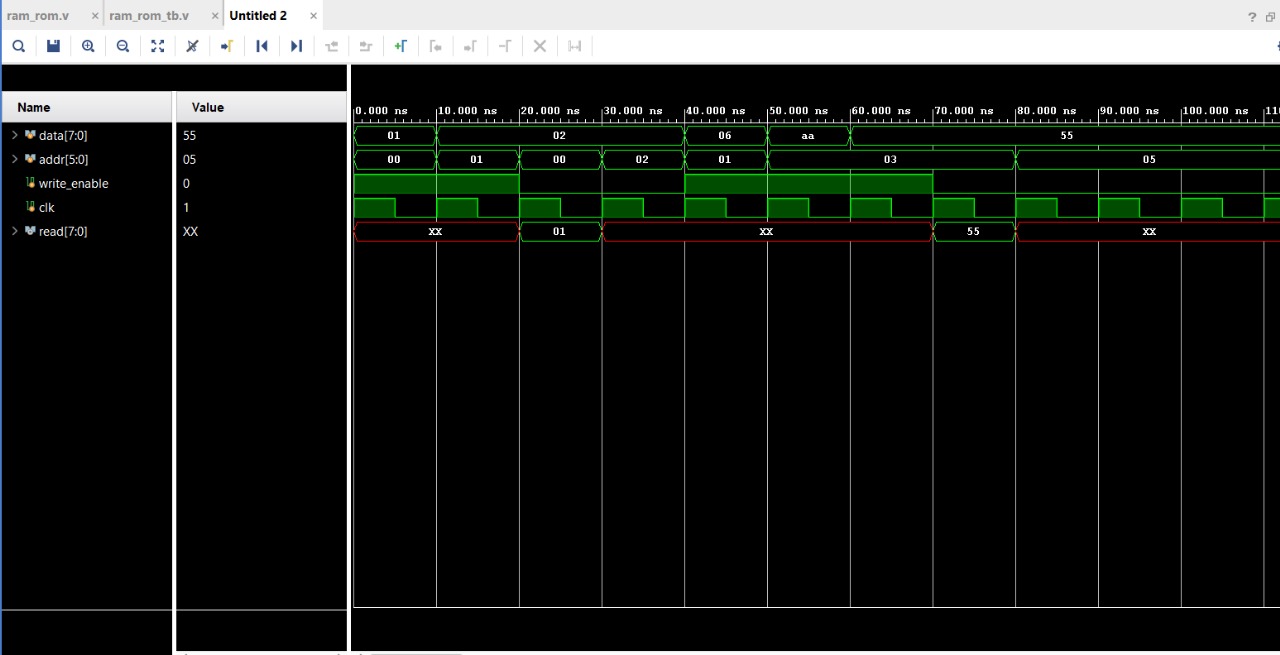 ram_rom.v × ram_rom_tb.v × Untitled 2 × ?
Name Value 0.000 ns 10.000 ns 20.000 ns 30.000 ns 40.000 ns 50.000 ns 60.000 ns 70.000 ns 80.000 ns 90.000 ns 100.000 ns 110
data[7:0] 55 01 02 06 aa 55
addr[5:0] 05 00 01 00 02 01 03 05
write_enable 0
clk 1
read[7:0] XX XX 01 XX 55 XX